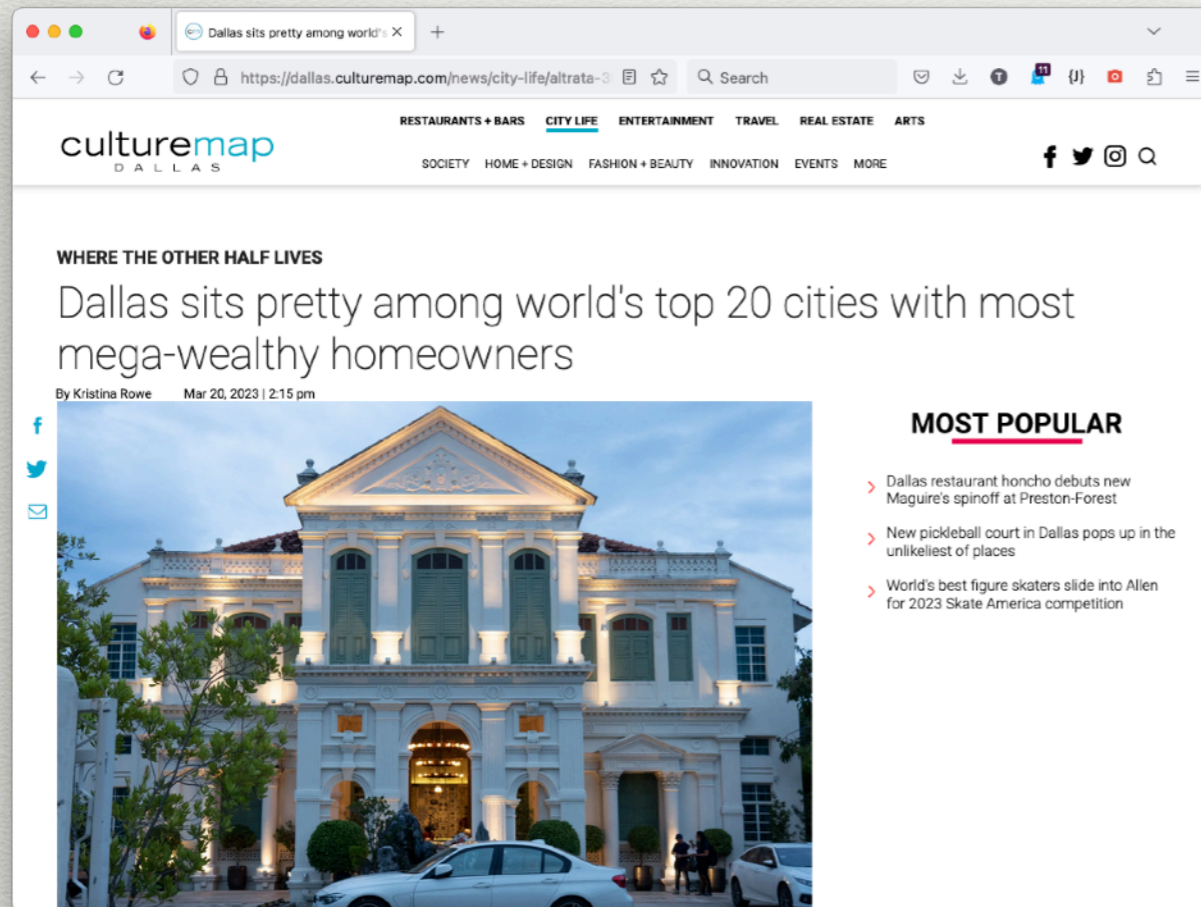 Dallas sits pretty among world's
https://dallas.culturemap.com/news/city-life/altrata-3
Search
11
culturemap
DALLAS
RESTAURANTS + BARS CITY LIFE ENTERTAINMENT TRAVEL REAL ESTATE ARTS
SOCIETY HOME + DESIGN FASHION + BEAUTY INNOVATION EVENTS MORE
WHERE THE OTHER HALF LIVES
Dallas sits pretty among world's top 20 cities with most
mega-wealthy homeowners
By Kristina Rowe Mar 20, 2023 | 2:15 pm
MOST POPULAR
Dallas restaurant honcho debuts new
Maguire's spinoff at Preston-Forest
New pickleball court in Dallas pops up in the
unlikeliest of places
World's best figure skaters slide into Allen
for 2023 Skate America competition